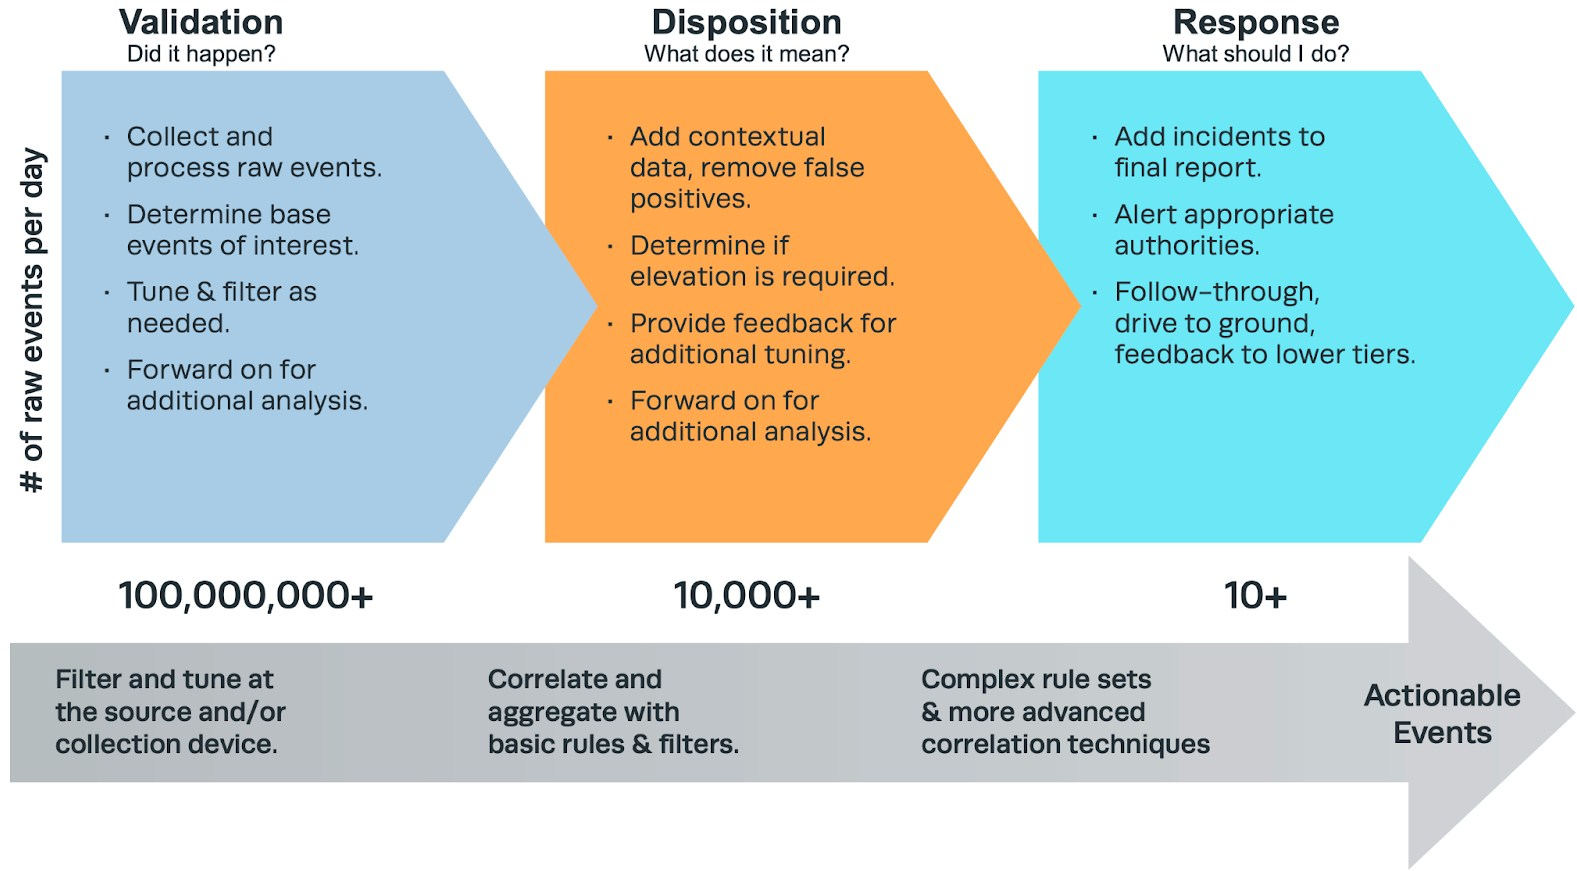 Validation
Did it happen?
Disposition
What does it mean?
Response
What should I do?
# of raw events per day
· Collect and
process raw events.
· Determine base
events of interest.
· Tune & filter as
needed.
· Forward on for
additional analysis.
· Add contextual
data, remove false
positives.
· Determine if
elevation is required.
· Provide feedback for
additional tuning.
· Forward on for
additional analysis.
· Add incidents to
final report.
· Alert appropriate
authorities.
· Follow-through,
drive to ground,
feedback to lower tiers.
100,000,000+
10,000+
10+
Filter and tune at
the source and/or
collection device.
Correlate and
aggregate with
basic rules & filters.
Complex rule sets
& more advanced
correlation techniques
Actionable
Events